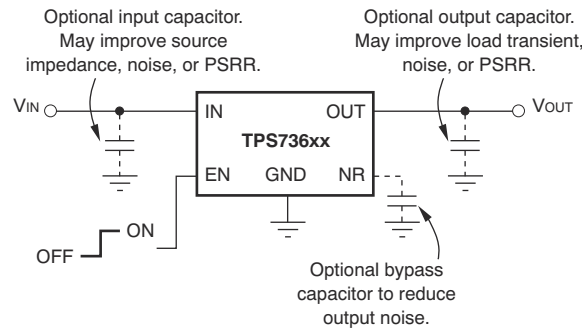 Optional input capacitor.
May improve source
impedance, noise, or PSRR.
Optional output capacitor.
May improve load transient,
noise, or PSRR.
VIN
IN
OUT
VOUT
TPS736xx
EN
GND
NR
OFF
ON
Optional bypass
capacitor to reduce
output noise.